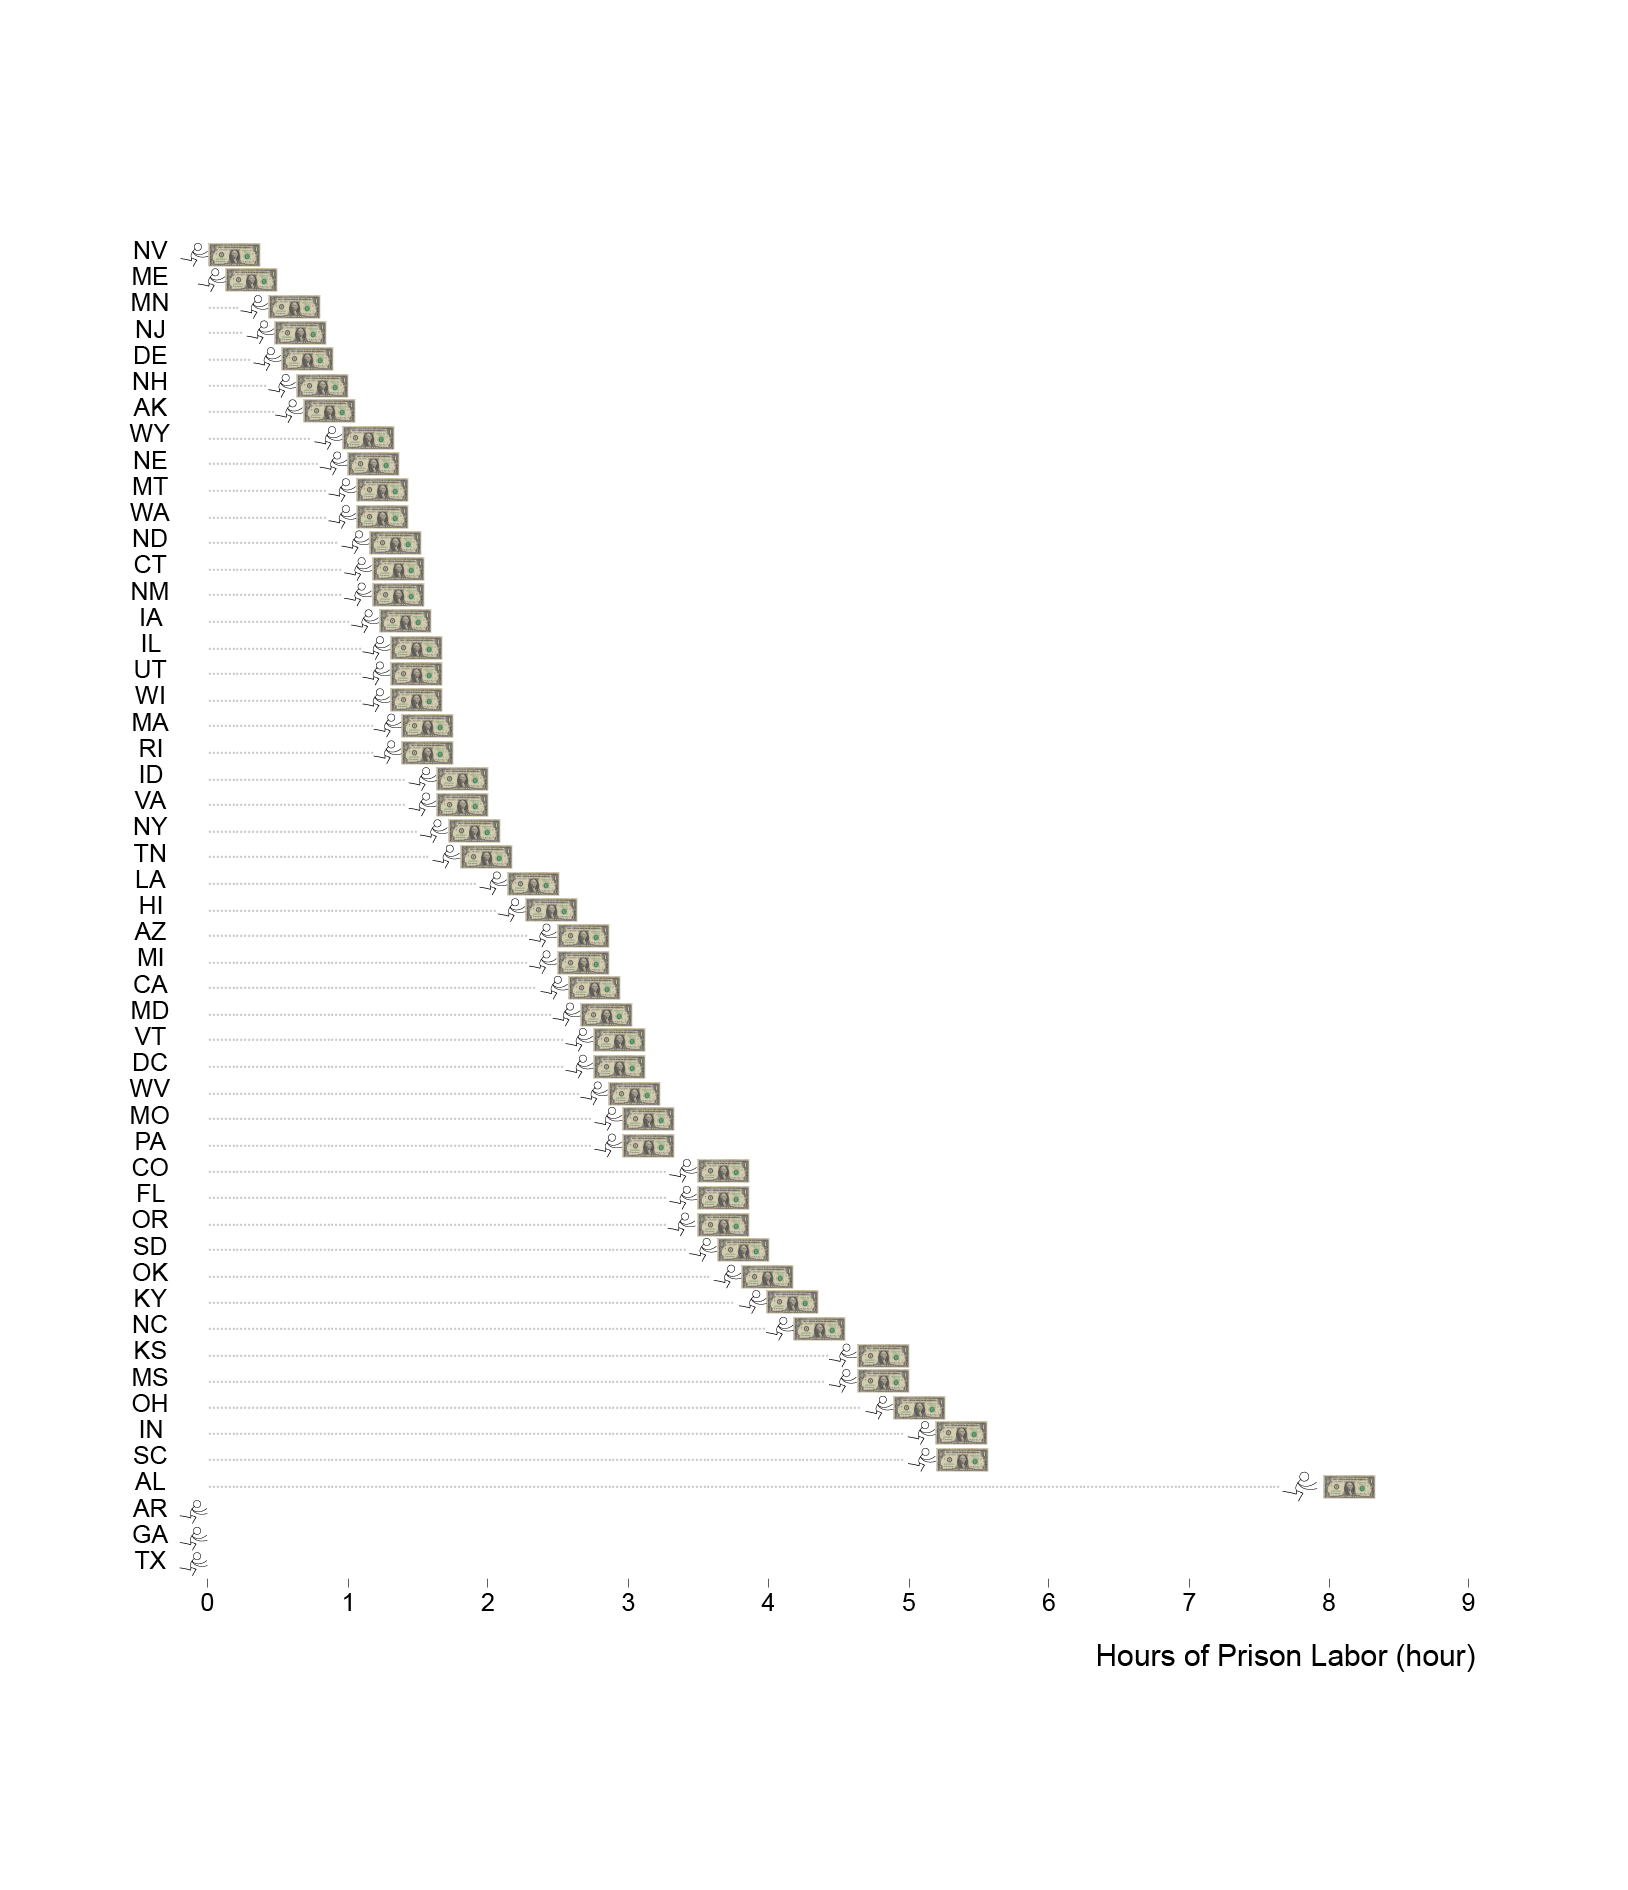 NV
ME
MN
NJ
DE
NH
AK
WY
NE
MT
WA
ND
CT
NM
IA
IL
UT
WI
MA
RI
ID
VA
NY
TN
LA
HI
AZ
MI
CA
MD
VT
DC
WV
MO
PA
CO
FL
OR
SD
OK
KY
NC
KS
MS
OH
IN
SC
AL
AR
GA
TX
0 1 2 3 4 5 6 7 8 9
Hours of Prison Labor (hour)